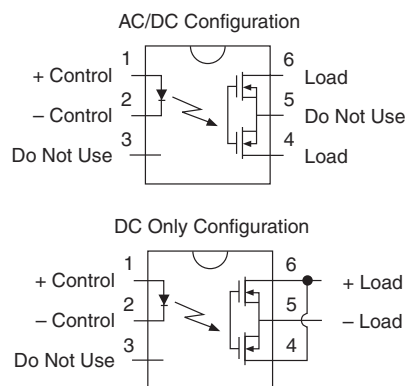 AC/DC Configuration
1 6
+ Control Load
2 5
– Control Do Not Use
3 4
Do Not Use Load
DC Only Configuration
1 6
+ Control + Load
2 5
– Control – Load
3 4
Do Not Use